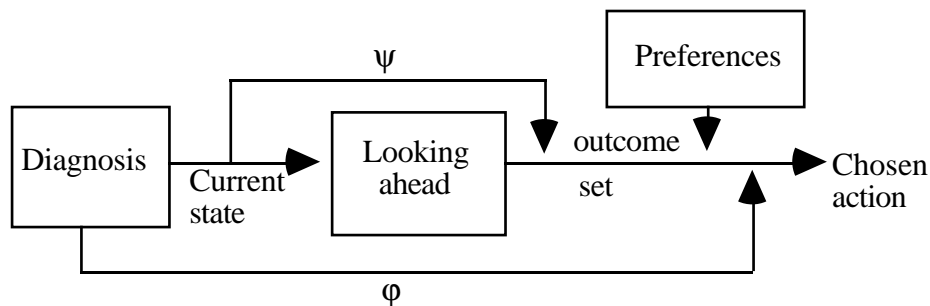 ψ
Preferences
Diagnosis
Current
state
Looking
ahead
outcome
set
Chosen
action
φ